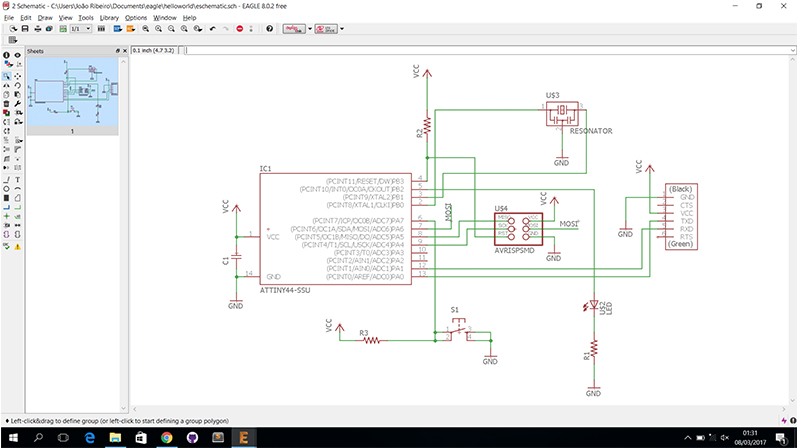 2 Schematic - C:\Users\João Ribeiro\Documents\eagle\helloworld\eschematic.sch - EAGLE 8.0.2 free
File Edit Draw View Tools Library Options Window Help
1/1
Sheets
0.1 inch (4.7 3.2)
1
VCC
U$3
1
3
2
RESONATOR
R2
GND
IC1
VCC
(PCINT11/RESET/DW)PB3
4
(PCINT10/INT0/OC0A/CKOUT)PB2
5
(PCINT9/XTAL2)PB1
3
(PCINT8/XTAL1/CLKI)PB0
2
(PCINT7/ICP/OC0B/ADC7)PA7
6
(PCINT6/OC1A/SDA/MOSI/ADC6)PA6
7
(PCINT5/OC1B/MISO/DO/ADC5)PA5
8
(PCINT4/T1/SCL/USCK/ADC4)PA4
9
(PCINT3/T0/ADC3)PA3
10
(PCINT2/AIN1/ADC2)PA2
11
(PCINT1/AIN0/ADC1)PA1
12
(PCINT0/AREF/ADC0)PA0
13
1
VCC
14
GND
ATTINY44-SSU
C1
GND
MOSI
U$4
VCC
MOSI
AVRISPSMD
GND
VCC
(Black)
GND
CTS
VCC
TXD
RXD
RTS
(Green)
GND
U$2
LED
R1
GND
VCC
R3
S1
GND
Left-click&drag to define group (or left-click to start defining a group polygon)
01:31
08/03/2017